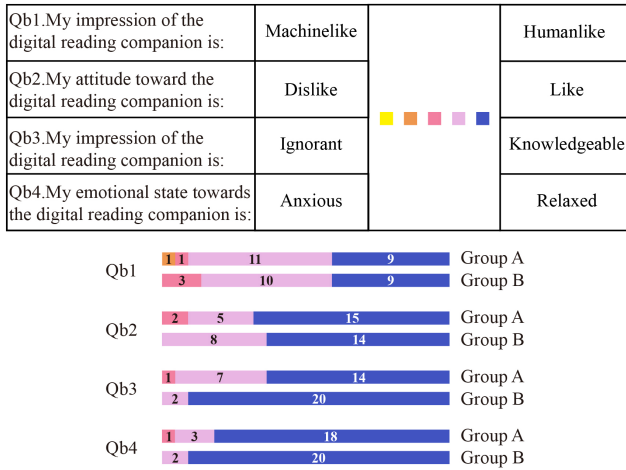 Qb1.My impression of the
digital reading companion is:
Machinelike
Humanlike
Qb2.My attitude toward the
digital reading companion is:
Dislike
Like
Qb3.My impression of the
digital reading companion is:
Ignorant
Knowledgeable
Qb4.My emotional state towards
the digital reading companion is:
Anxious
Relaxed
Qb1
1 1 11 9 Group A
3 10 9 Group B
Qb2
2 5 15 Group A
8 14 Group B
Qb3
1 7 14 Group A
2 20 Group B
Qb4
1 3 18 Group A
2 20 Group B